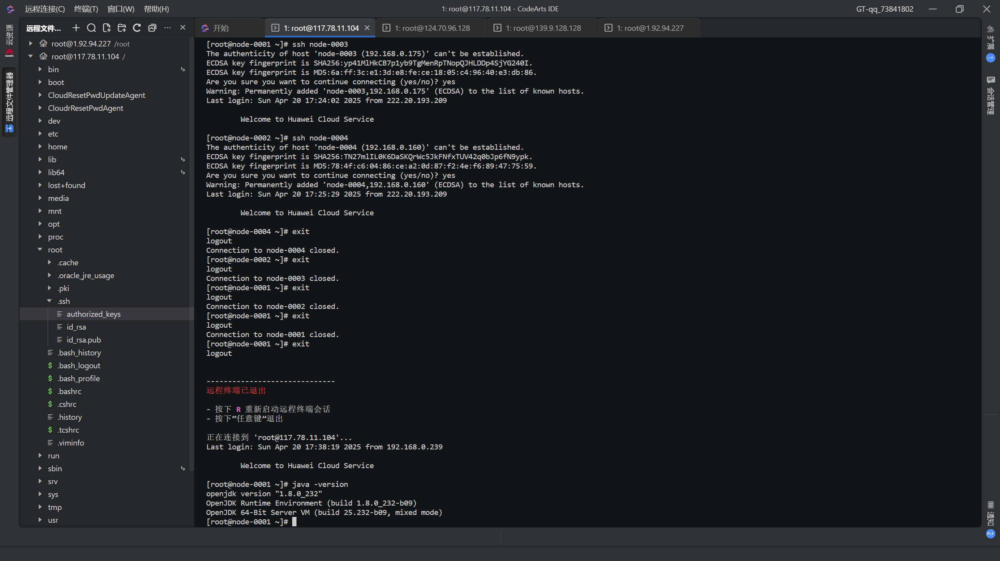 远程连接(C) 终端(T) 窗口(W) 帮助(H)
1: root@117.78.11.104 - CodeArts IDE
GT-qq_73841802
云资源
HUAWEI
远程文件管理器
远程文件...
root@1.92.94.227 /root
root@117.78.11.104 /
bin
boot
CloudResetPwdUpdateAgent
CloudrResetPwdAgent
dev
etc
home
lib
lib64
lost+found
media
mnt
opt
proc
root
.cache
.oracle_jre_usage
.pki
.ssh
authorized_keys
id_rsa
id_rsa.pub
.bash_history
$ .bash_logout
$ .bash_profile
$ .bashrc
$ .cshrc
.history
$ .tcshrc
.viminfo
run
sbin
srv
sys
tmp
usr
开始
1: root@117.78.11.104
1: root@124.70.96.128
1: root@139.9.128.128
1: root@1.92.94.227
[root@node-0001 ~]# ssh node-0003
The authenticity of host 'node-0003 (192.168.0.175)' can't be established.
ECDSA key fingerprint is SHA256:yp41MlHkCB7p1yb9TgMenRpTNopQJHLDDp4SjYG240I.
ECDSA key fingerprint is MD5:6a:ff:3c:e1:3d:e8:fe:ce:18:05:c4:96:40:e3:db:86.
Are you sure you want to continue connecting (yes/no)? yes
Warning: Permanently added 'node-0003,192.168.0.175' (ECDSA) to the list of known hosts.
Last login: Sun Apr 20 17:24:02 2025 from 222.20.193.209
Welcome to Huawei Cloud Service
[root@node-0002 ~]# ssh node-0004
The authenticity of host 'node-0004 (192.168.0.160)' can't be established.
ECDSA key fingerprint is SHA256:TN27mlIL0K6DaSKQrWc5JkFNfxTUV42q0bJp6fN9ypk.
ECDSA key fingerprint is MD5:78:4f:c6:04:86:ce:a2:0d:87:f2:4e:f6:89:47:75:59.
Are you sure you want to continue connecting (yes/no)? yes
Warning: Permanently added 'node-0004,192.168.0.160' (ECDSA) to the list of known hosts.
Last login: Sun Apr 20 17:25:29 2025 from 222.20.193.209
Welcome to Huawei Cloud Service
[root@node-0004 ~]# exit
logout
Connection to node-0004 closed.
[root@node-0002 ~]# exit
logout
Connection to node-0003 closed.
[root@node-0001 ~]# exit
logout
Connection to node-0002 closed.
[root@node-0001 ~]# exit
logout
Connection to node-0001 closed.
[root@node-0001 ~]# exit
logout
------------------------------
远程终端已退出
- 按下 R 重新启动远程终端会话
- 按下“任意键”退出
正在连接到 'root@117.78.11.104'...
Last login: Sun Apr 20 17:38:19 2025 from 192.168.0.239
Welcome to Huawei Cloud Service
[root@node-0001 ~]# java -version
openjdk version "1.8.0_232"
OpenJDK Runtime Environment (build 1.8.0_232-b09)
OpenJDK 64-Bit Server VM (build 25.232-b09, mixed mode)
[root@node-0001 ~]#
扩展
1
会话管理
通知
2